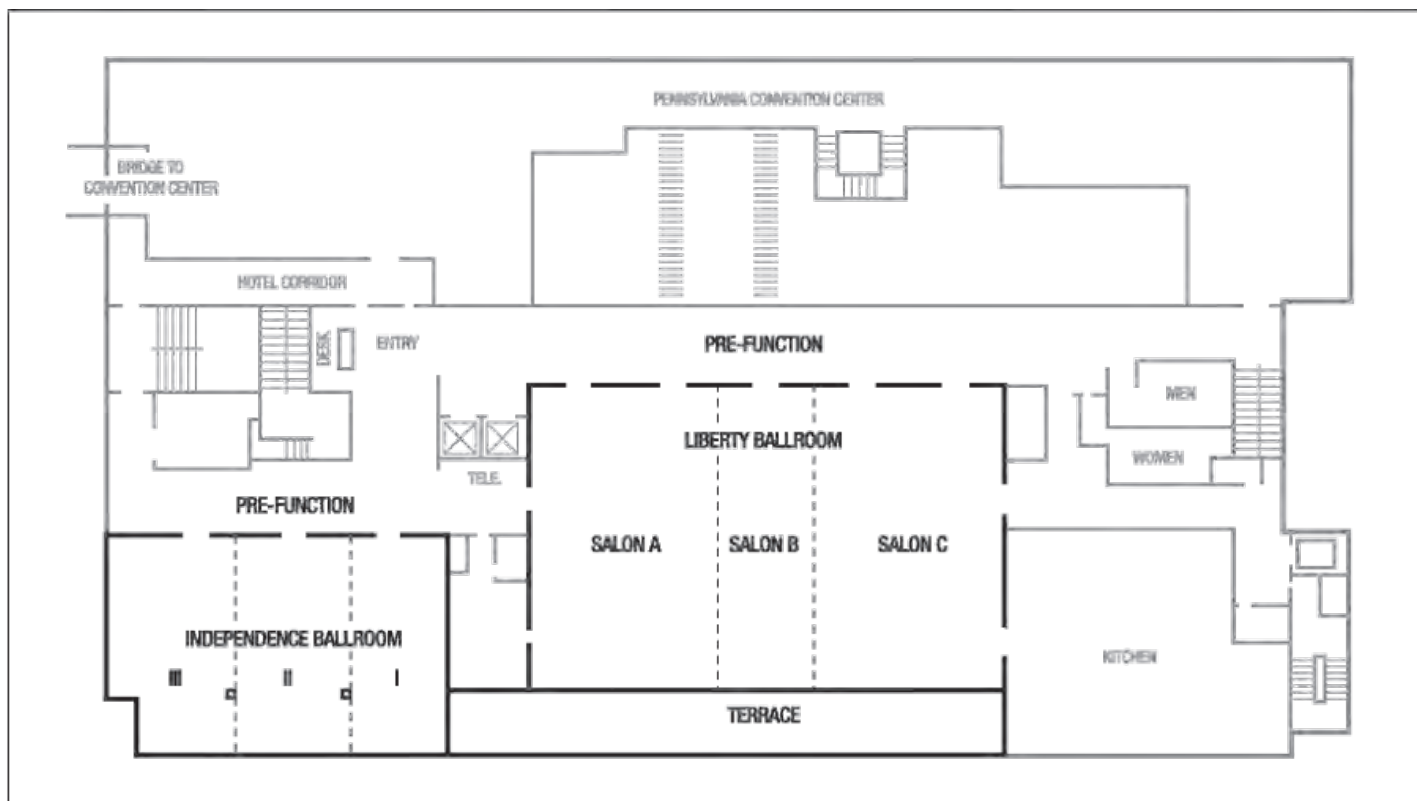 PENNSYLVANIA CONVENTION CENTER
BRIDGE TO
CONVENTION CENTER
HOTEL CORRIDOR
DESK
ENTRY
PRE-FUNCTION
MEN
LIBERTY BALLROOM
WOMEN
TELE.
PRE-FUNCTION
SALON A
SALON B
SALON C
INDEPENDENCE BALLROOM
III
II
I
KITCHEN
TERRACE